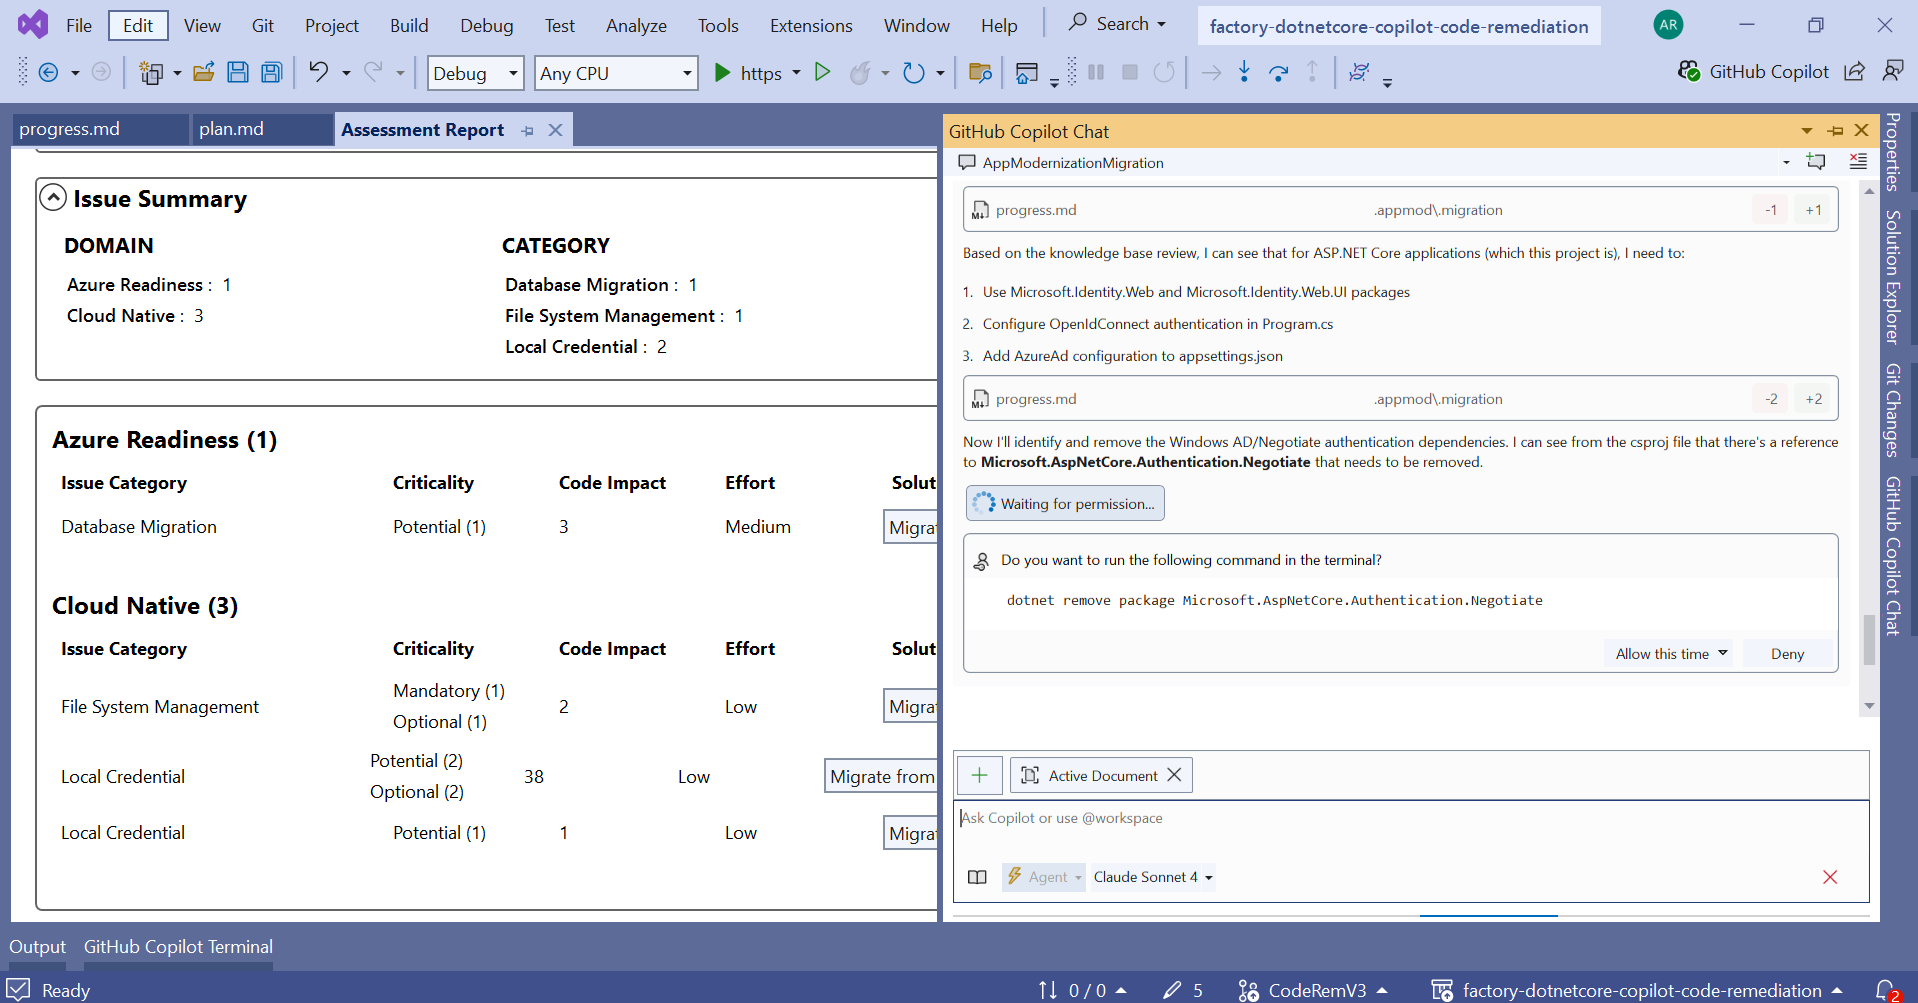 File Edit View Git Project Build Debug Test Analyze Tools Extensions Window Help Search factory-dotnetcore-copilot-code-remediation AR
Debug Any CPU https GitHub Copilot
progress.md plan.md Assessment Report
Issue Summary
DOMAIN CATEGORY
Azure Readiness : 1 Database Migration : 1
Cloud Native : 3 File System Management : 1
Local Credential : 2
Azure Readiness (1)
Issue Category Criticality Code Impact Effort Solut
Database Migration Potential (1) 3 Medium Migrat
Cloud Native (3)
Issue Category Criticality Code Impact Effort Solut
File System Management Mandatory (1) 2 Low Migrat
Optional (1)
Local Credential Potential (2) 38 Low Migrate from
Optional (2)
Local Credential Potential (1) 1 Low Migrat
GitHub Copilot Chat
AppModernizationMigration
progress.md .appmod\.migration -1 +1
Based on the knowledge base review, I can see that for ASP.NET Core applications (which this project is), I need to:
1. Use Microsoft.Identity.Web and Microsoft.Identity.Web.UI packages
2. Configure OpenIdConnect authentication in Program.cs
3. Add AzureAd configuration to appsettings.json
progress.md .appmod\.migration -2 +2
Now I'll identify and remove the Windows AD/Negotiate authentication dependencies. I can see from the csproj file that there's a reference
to Microsoft.AspNetCore.Authentication.Negotiate that needs to be removed.
Waiting for permission...
Do you want to run the following command in the terminal?
dotnet remove package Microsoft.AspNetCore.Authentication.Negotiate
Allow this time Deny
Active Document
Ask Copilot or use @workspace
Agent Claude Sonnet 4
Properties
Solution Explorer
Git Changes
GitHub Copilot Chat
Output GitHub Copilot Terminal
Ready 0 / 0 5 CodeRemV3 factory-dotnetcore-copilot-code-remediation 2